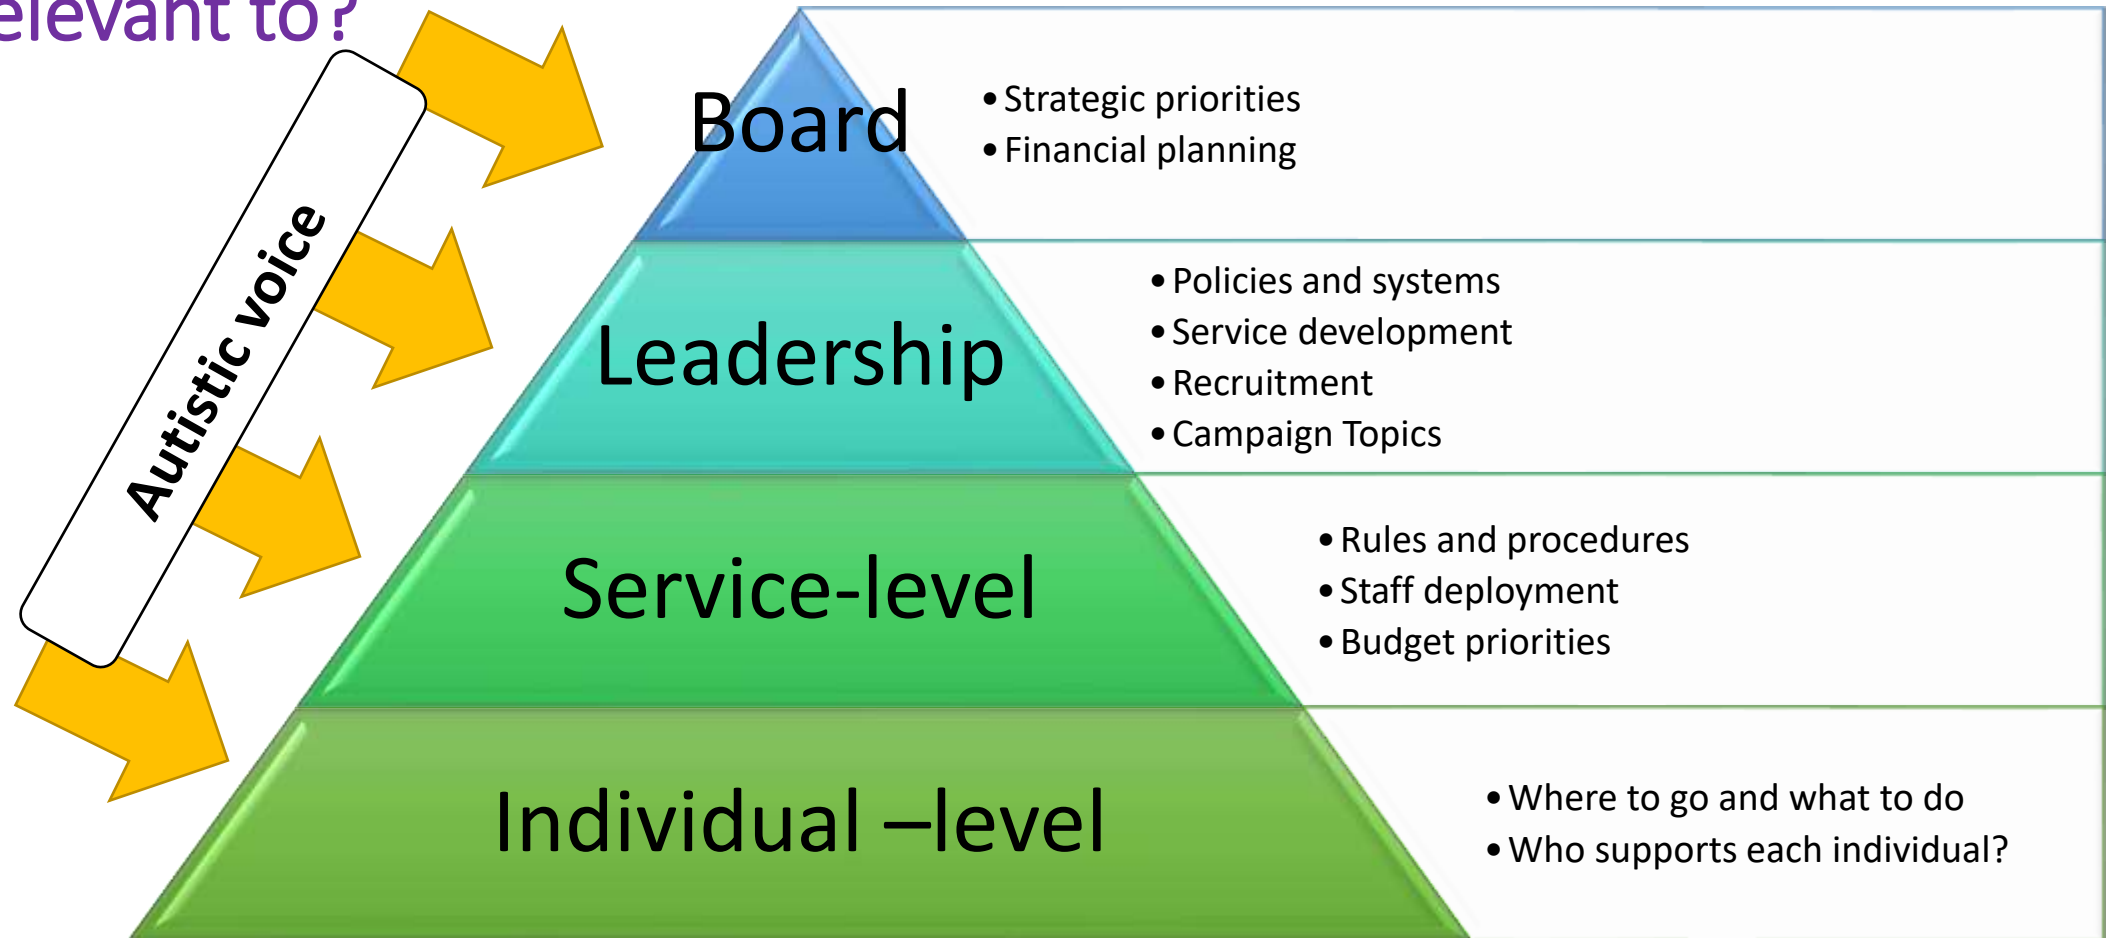 relevant to?
Autistic voice
Board
• Strategic priorities
• Financial planning
Leadership
• Policies and systems
• Service development
• Recruitment
• Campaign Topics
Service-level
• Rules and procedures
• Staff deployment
• Budget priorities
Individual –level
• Where to go and what to do
• Who supports each individual?